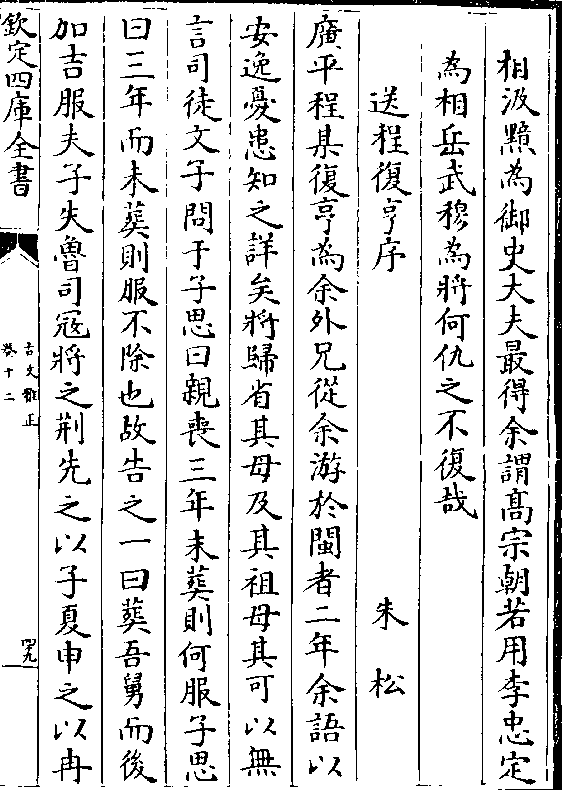 相汲黯為御史大夫最得余謂髙宗朝若用李忠定
為相岳武穆為將何仇之不復哉
送程復亨序
朱松
廣平程某復亨為余外兄從余游於閩者二年余語以
安逸憂患知之詳矣將歸省其母及其祖母其可以無
言司徒文子問于子思曰親喪三年未葬則何服子思
曰三年而未葬則服不除也故告之一曰葬吾舅而後
加吉服夫子失魯司冦將之荆先之以子夏申之以冉
欽定四庫全書
古文雅正
卷十二
四九